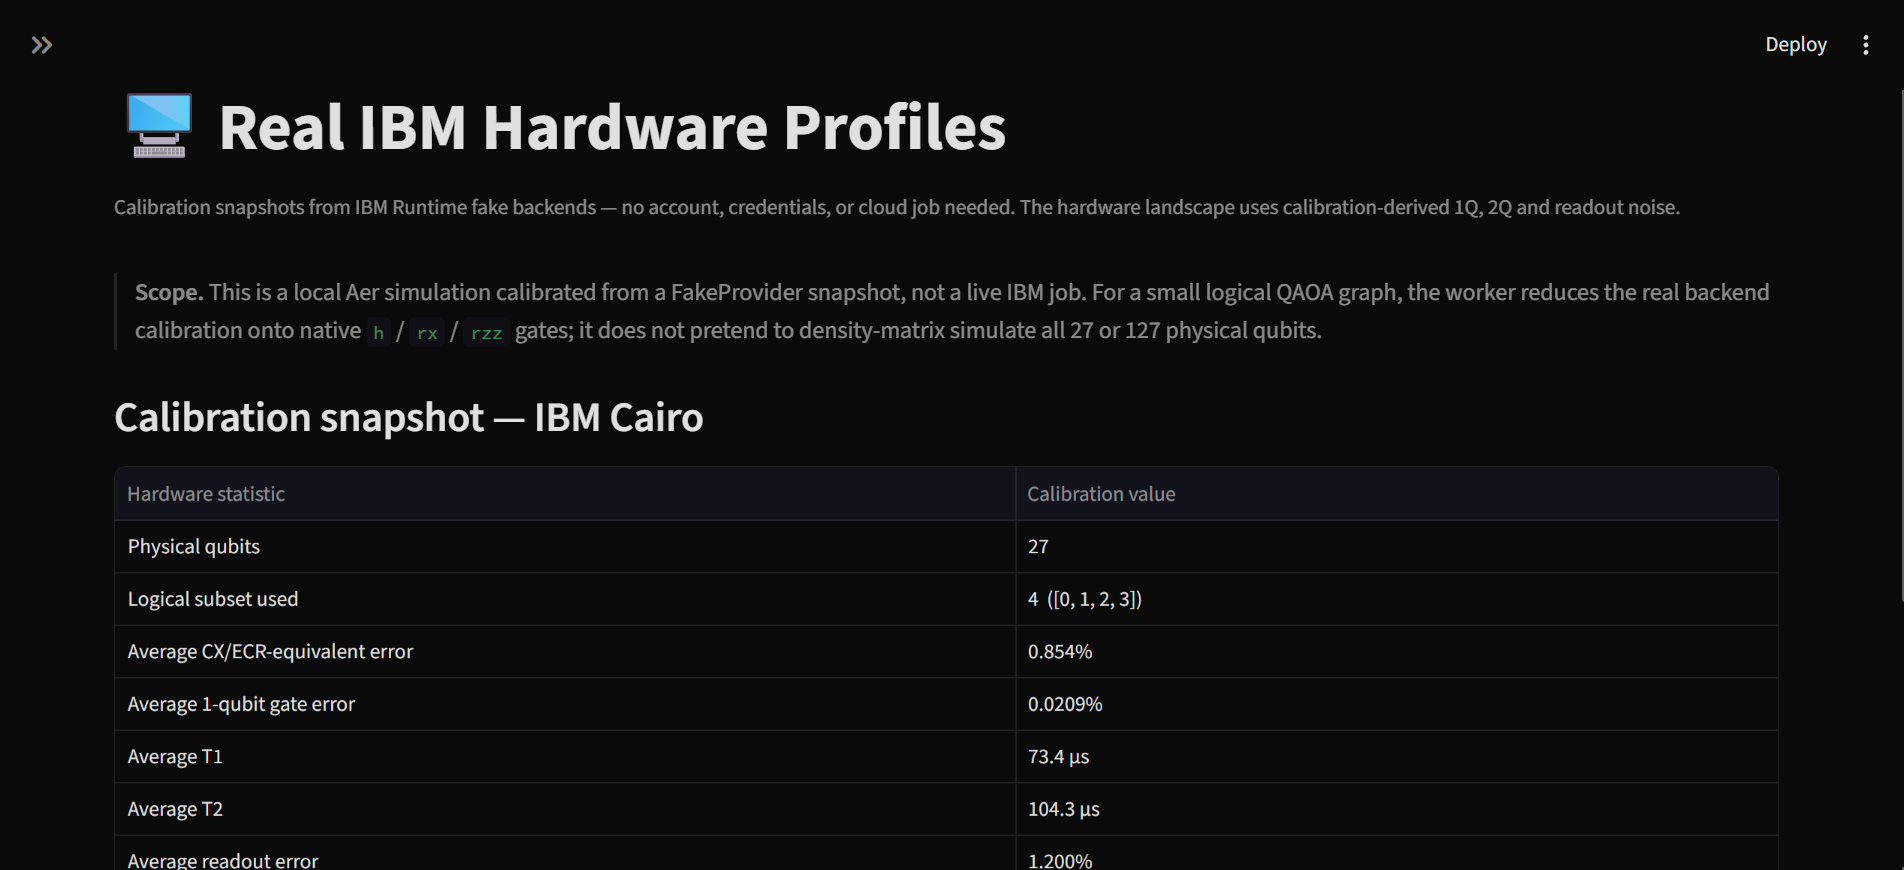 Deploy
Real IBM Hardware Profiles
Calibration snapshots from IBM Runtime fake backends — no account, credentials, or cloud job needed. The hardware landscape uses calibration-derived 1Q, 2Q and readout noise.
Scope. This is a local Aer simulation calibrated from a FakeProvider snapshot, not a live IBM job. For a small logical QAOA graph, the worker reduces the real backend
calibration onto native h / rx / rzz gates; it does not pretend to density-matrix simulate all 27 or 127 physical qubits.
Calibration snapshot — IBM Cairo
Hardware statistic Calibration value
Physical qubits 27
Logical subset used 4 ([0, 1, 2, 3])
Average CX/ECR-equivalent error 0.854%
Average 1-qubit gate error 0.0209%
Average T1 73.4 µs
Average T2 104.3 µs
Average readout error 1.200%